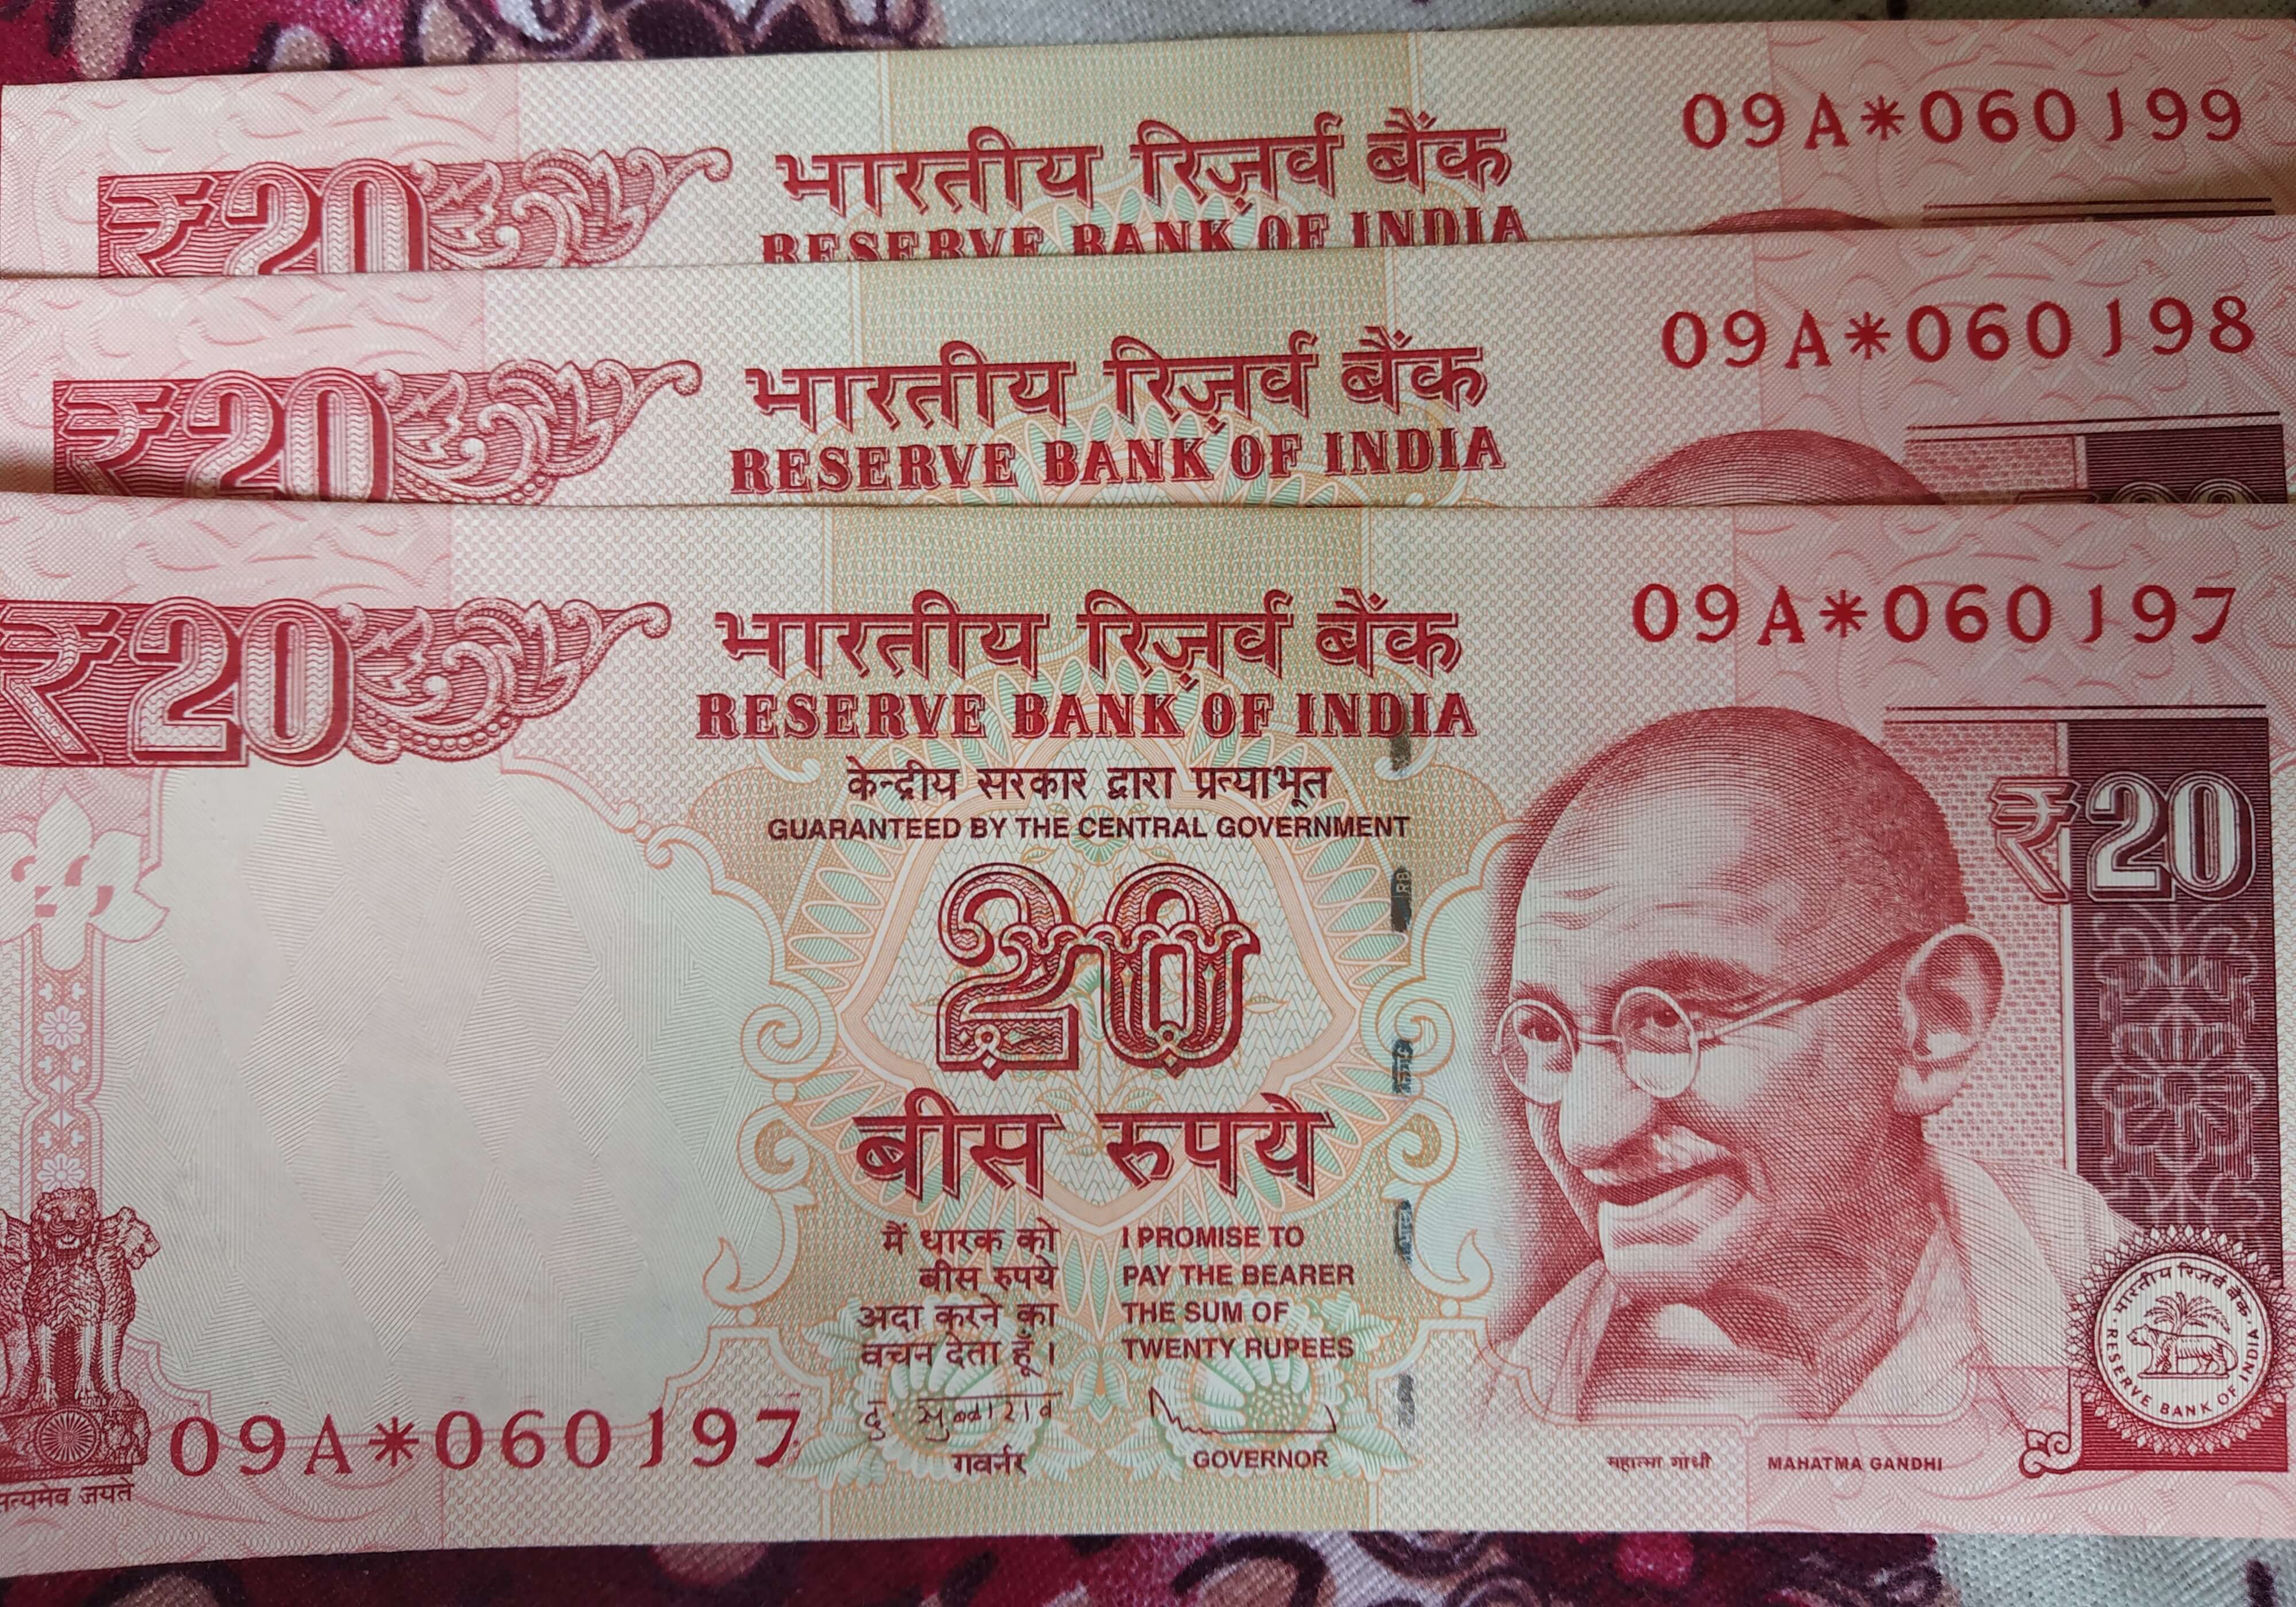 09A*060199
₹20
भारतीय रिज़र्व बैंक
RESERVE BANK OF INDIA
09A*060198
₹20
भारतीय रिज़र्व बैंक
RESERVE BANK OF INDIA
09A*060197
₹20
भारतीय रिज़र्व बैंक
RESERVE BANK OF INDIA
केन्द्रीय सरकार द्वारा प्रत्याभूत
GUARANTEED BY THE CENTRAL GOVERNMENT
₹20
20
बीस रुपये
मैं धारक को
बीस रुपये
अदा करने का
वचन देता हूँ।
I PROMISE TO
PAY THE BEARER
THE SUM OF
TWENTY RUPEES
गवर्नर
GOVERNOR
09A*060197
सत्यमेव जयते
महात्मा गांधी
MAHATMA GANDHI
भारतीय रिज़र्व बैंक
RESERVE BANK OF INDIA